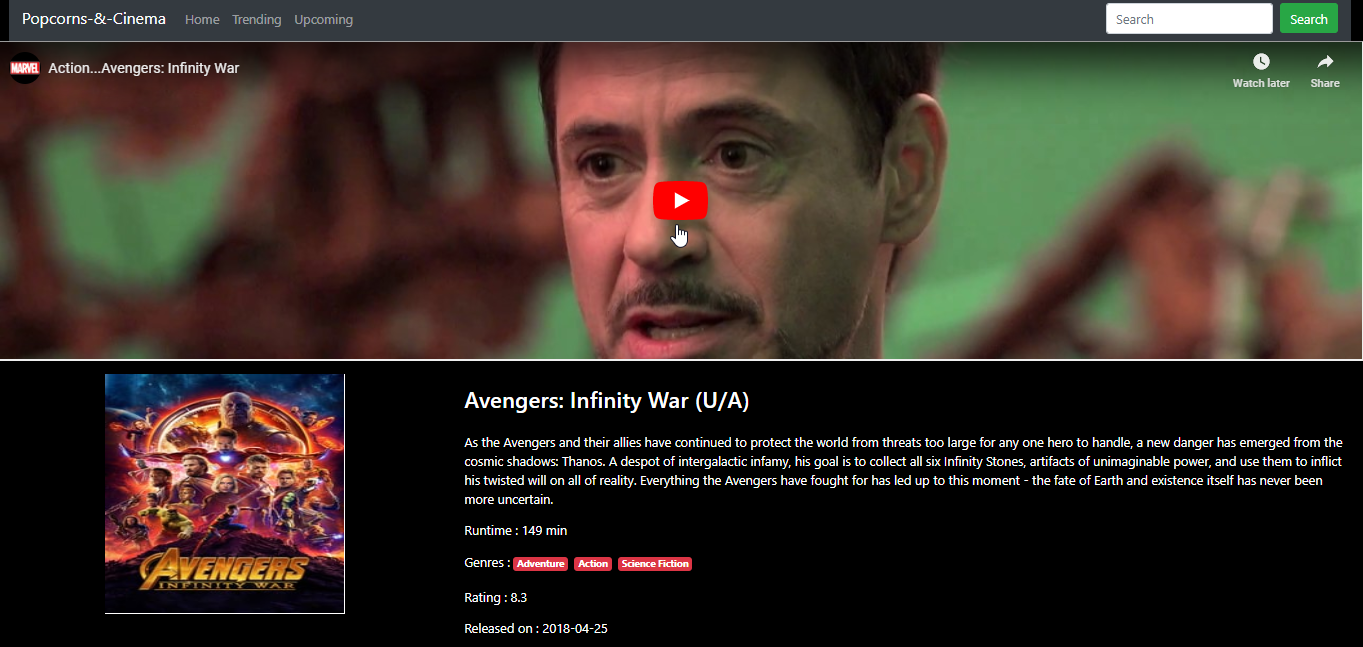 Popcorns-&-Cinema Home Trending Upcoming Search Search
MARVEL Action...Avengers: Infinity War Watch later Share
Avengers: Infinity War (U/A)
As the Avengers and their allies have continued to protect the world from threats too large for any one hero to handle, a new danger has emerged from the
cosmic shadows: Thanos. A despot of intergalactic infamy, his goal is to collect all six Infinity Stones, artifacts of unimaginable power, and use them to inflict
his twisted will on all of reality. Everything the Avengers have fought for has led up to this moment - the fate of Earth and existence itself has never been
more uncertain.
Runtime : 149 min
Genres : Adventure Action Science Fiction
Rating : 8.3
Released on : 2018-04-25
AVENGERS
INFINITY WAR